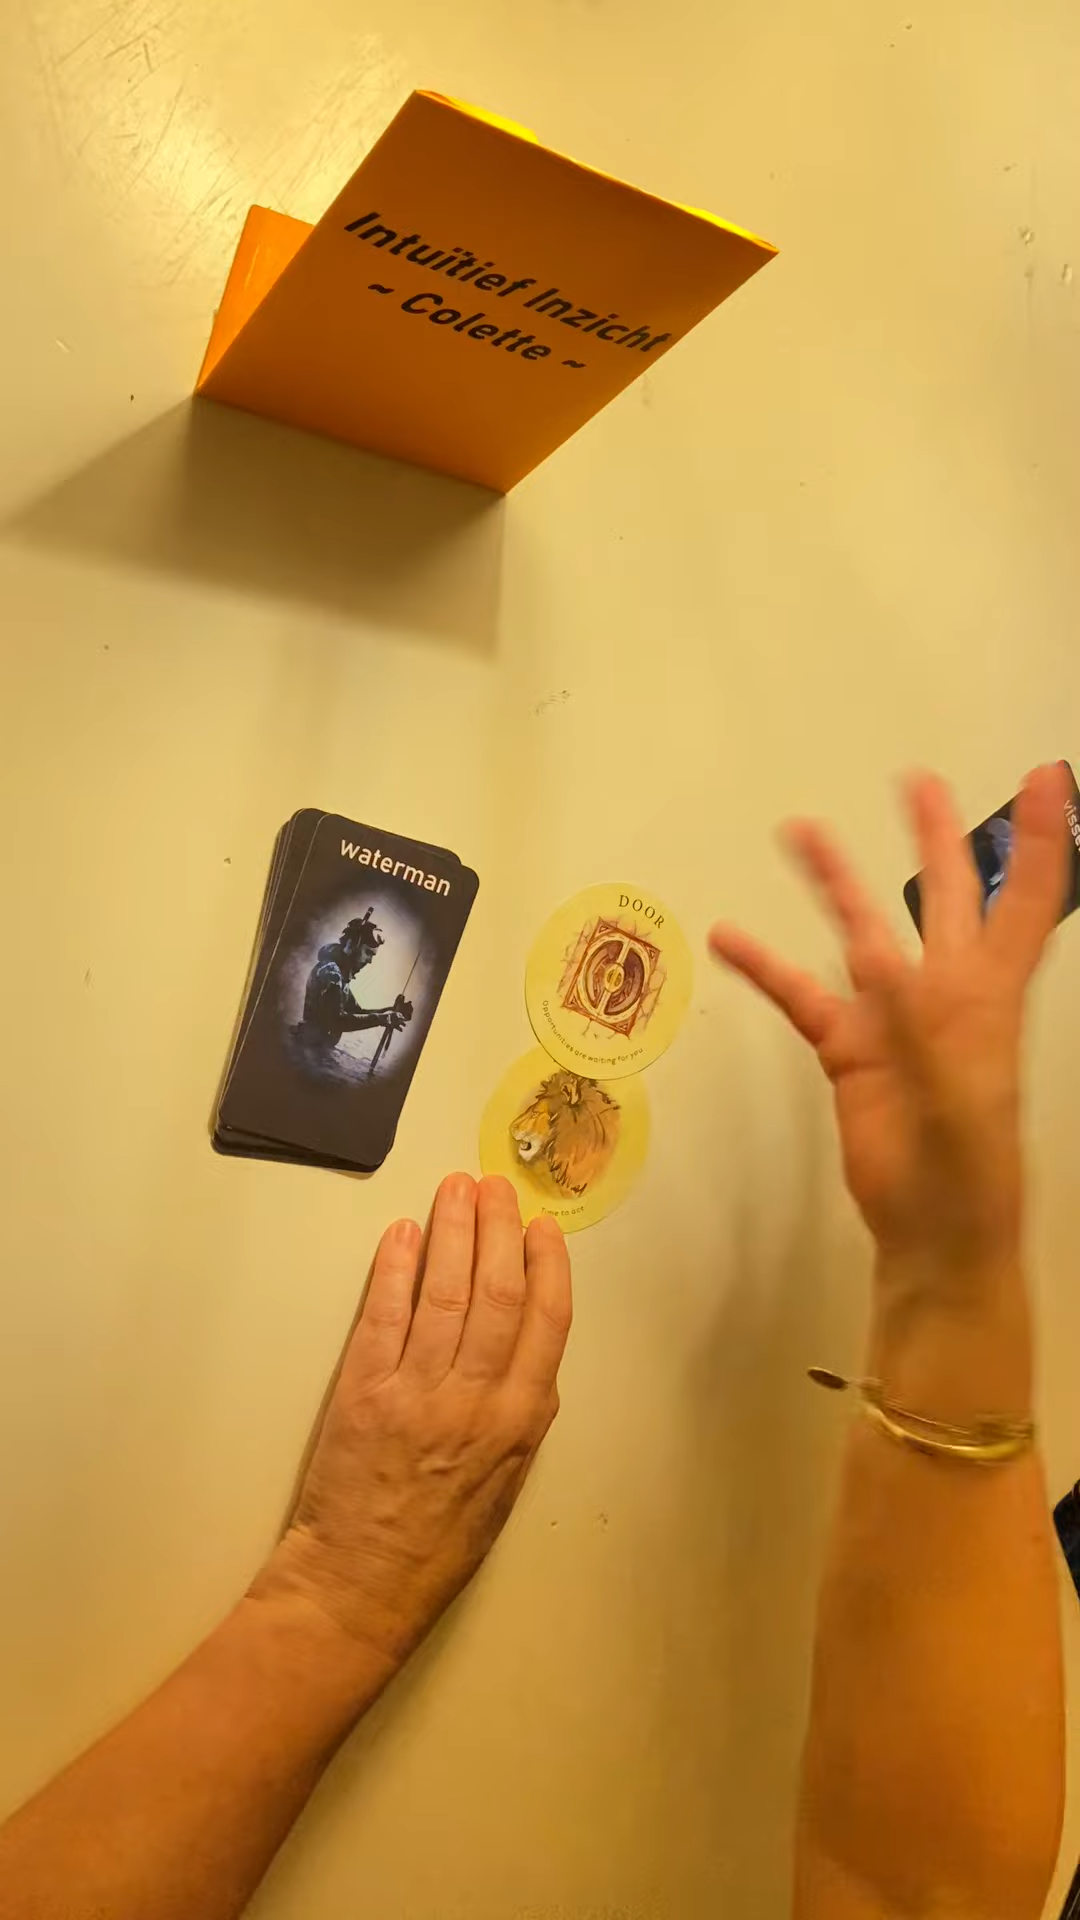 Intuïtief Inzicht
~ Colette ~
waterman
DOOR
Opportunities are waiting for you
Time to act